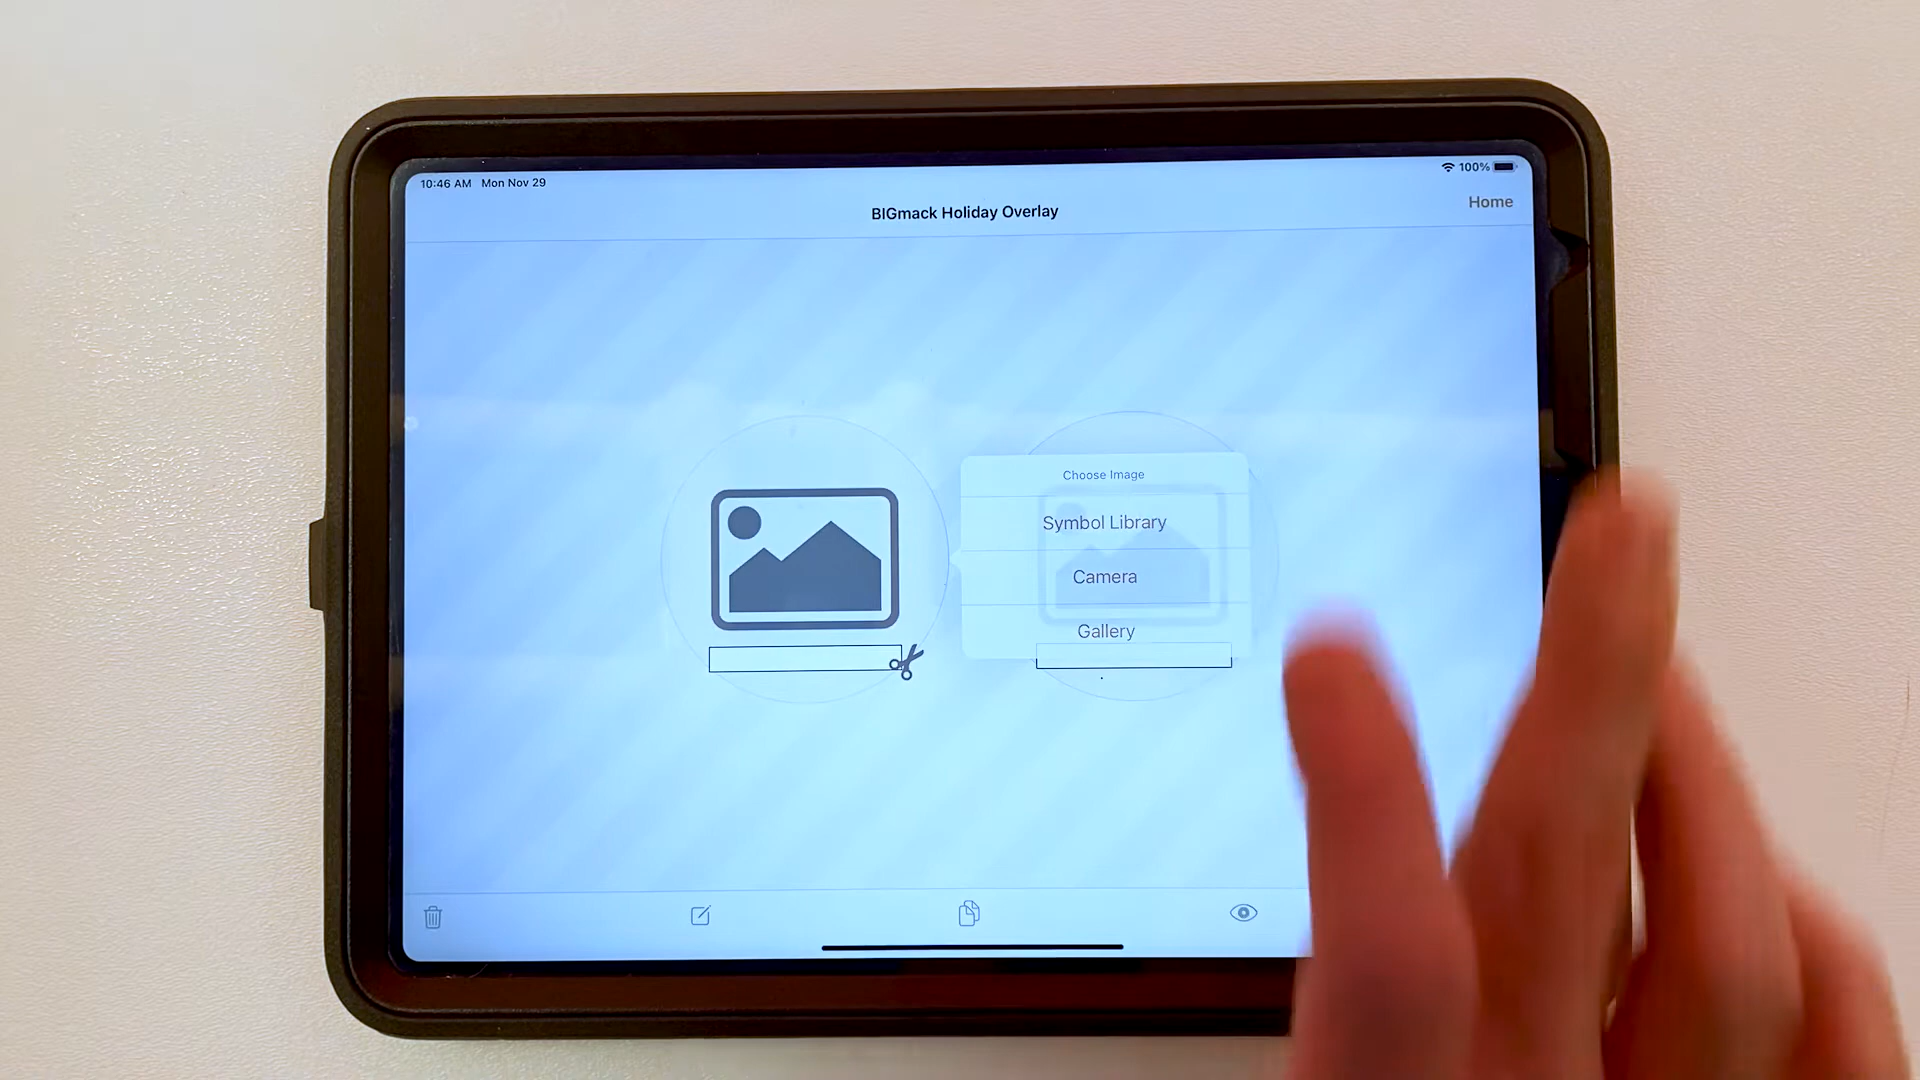 10:46 AM Mon Nov 29
100%
BIGmack Holiday Overlay
Home
Choose Image
Symbol Library
Camera
Gallery